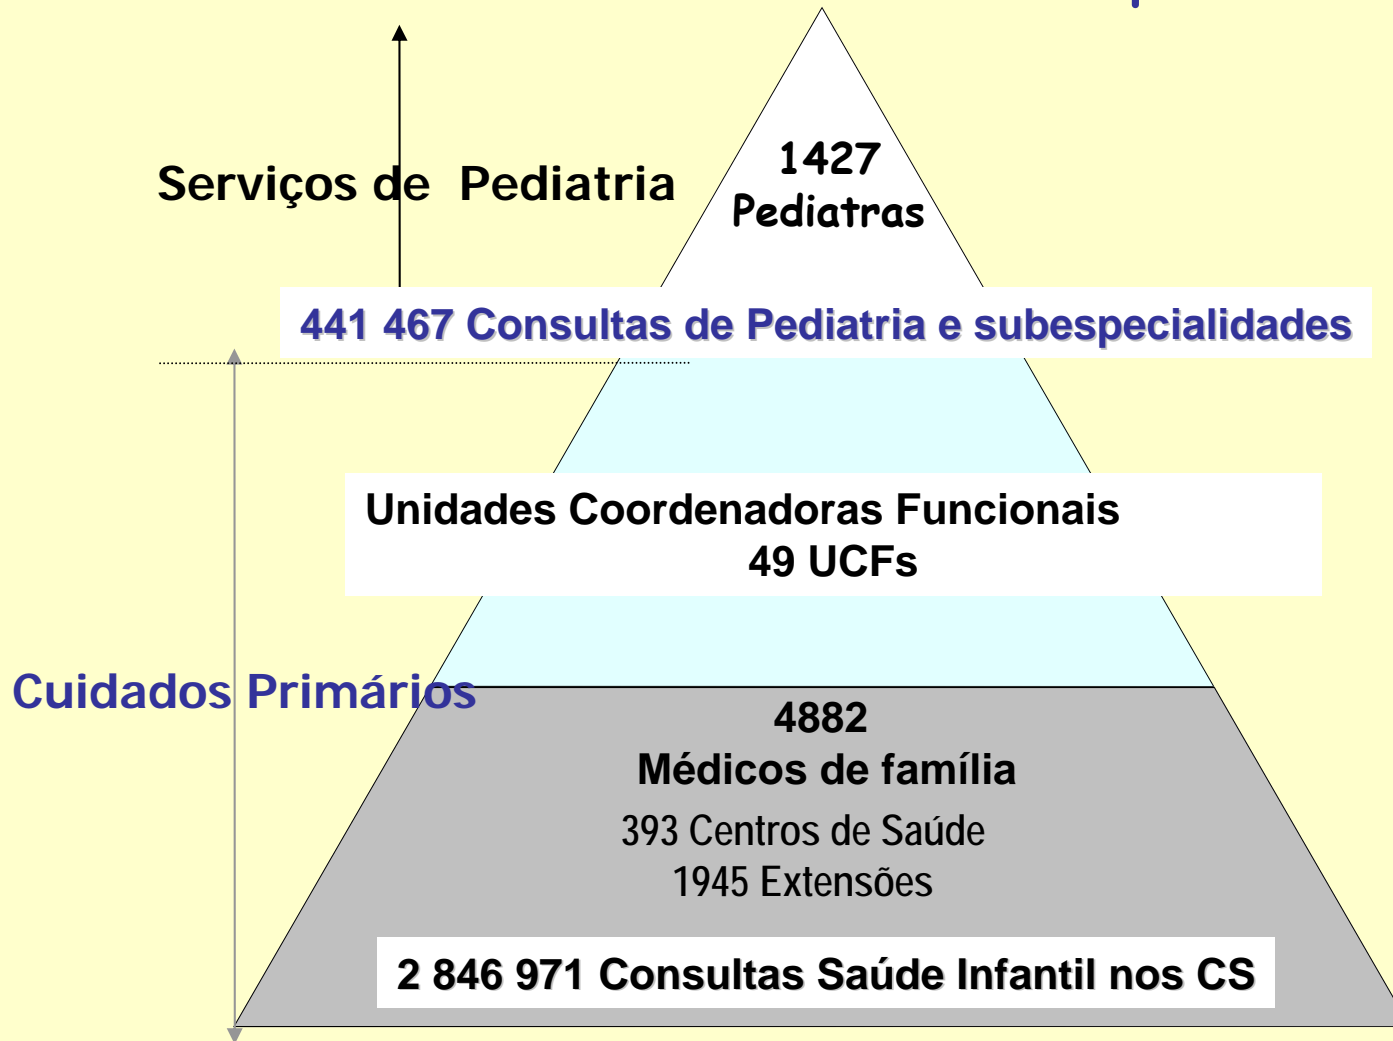 1427
Serviços de Pediatria
Pediatras
441 467 Consultas de Pediatria e subespecialidades
Unidades Coordenadoras Funcionais
49 UCFs
Cuidados Primários
4882
Médicos de família
393 Centros de Saúde
1945 Extensões
2 846 971 Consultas Saúde Infantil nos CS